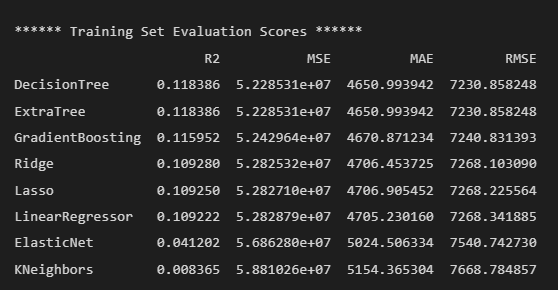 ****** Training Set Evaluation Scores ******
R2 MSE MAE RMSE
DecisionTree 0.118386 5.228531e+07 4650.993942 7230.858248
ExtraTree 0.118386 5.228531e+07 4650.993942 7230.858248
GradientBoosting 0.115952 5.242964e+07 4670.871234 7240.831393
Ridge 0.109280 5.282532e+07 4706.453725 7268.103090
Lasso 0.109250 5.282710e+07 4706.905452 7268.225564
LinearRegressor 0.109222 5.282879e+07 4705.230160 7268.341885
ElasticNet 0.041202 5.686280e+07 5024.506334 7540.742730
KNeighbors 0.008365 5.881026e+07 5154.365304 7668.784857